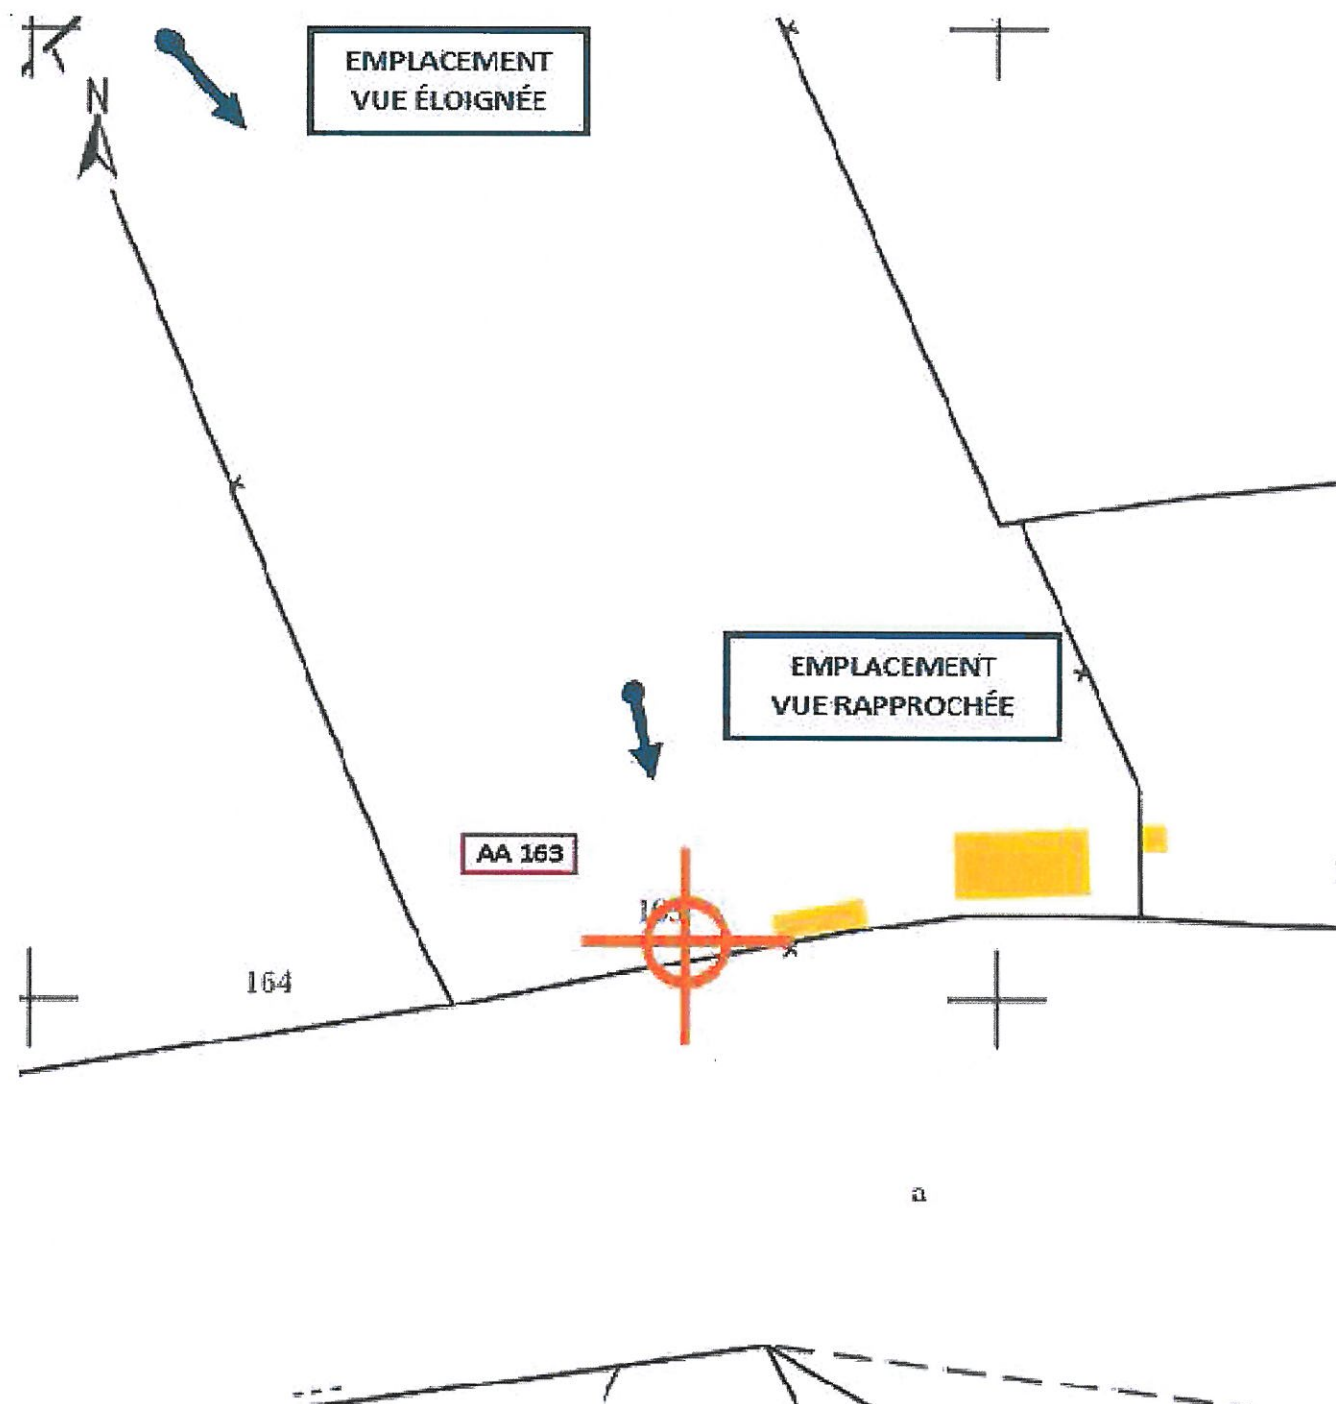 N
EMPLACEMENT
VUE ÉLOIGNÉE
EMPLACEMENT
VUE RAPPROCHÉE
AA 163
164
a